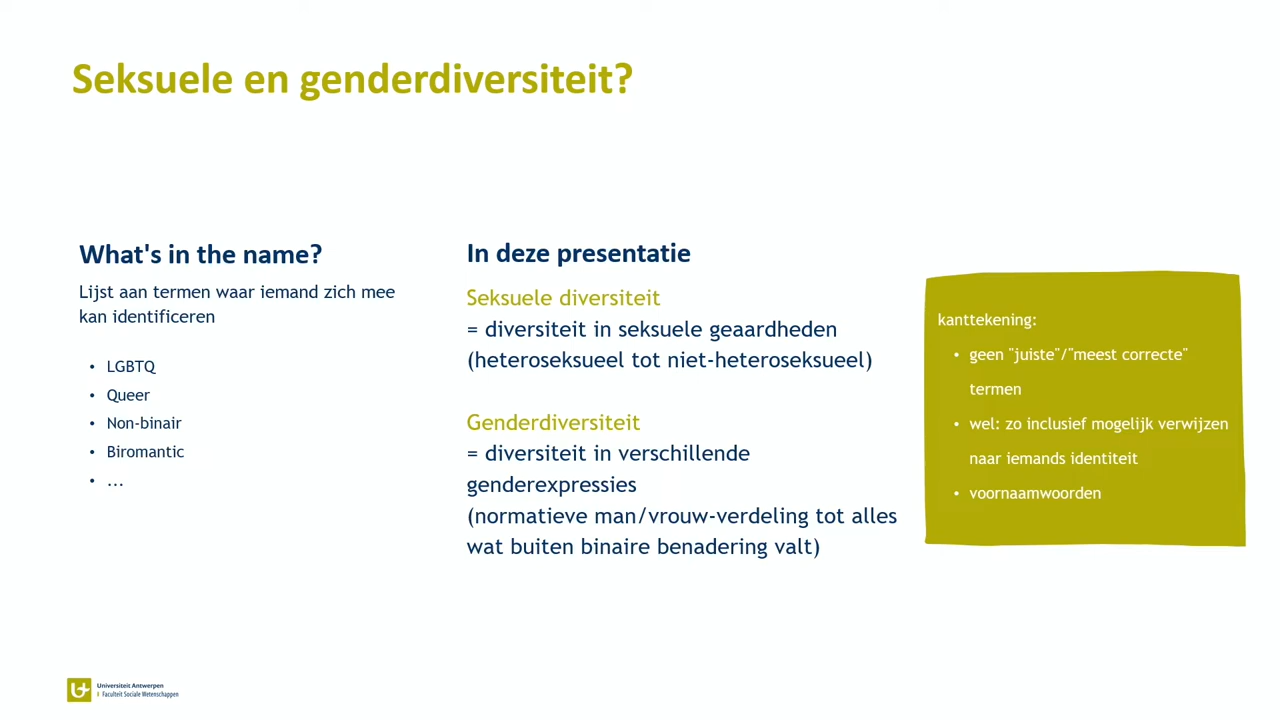 Seksuele en genderdiversiteit?
What's in the name?
Lijst aan termen waar iemand zich mee
kan identificeren
• LGBTQ
• Queer
• Non-binair
• Biromantic
• ...
In deze presentatie
Seksuele diversiteit
= diversiteit in seksuele geaardheden
(heteroseksueel tot niet-heteroseksueel)
Genderdiversiteit
= diversiteit in verschillende
genderexpressies
(normatieve man/vrouw-verdeling tot alles
wat buiten binaire benadering valt)
kanttekening:
• geen "juiste"/"meest correcte"
termen
• wel: zo inclusief mogelijk verwijzen
naar iemands identiteit
• voornaamwoorden
Universiteit Antwerpen
| Faculteit Sociale Wetenschappen